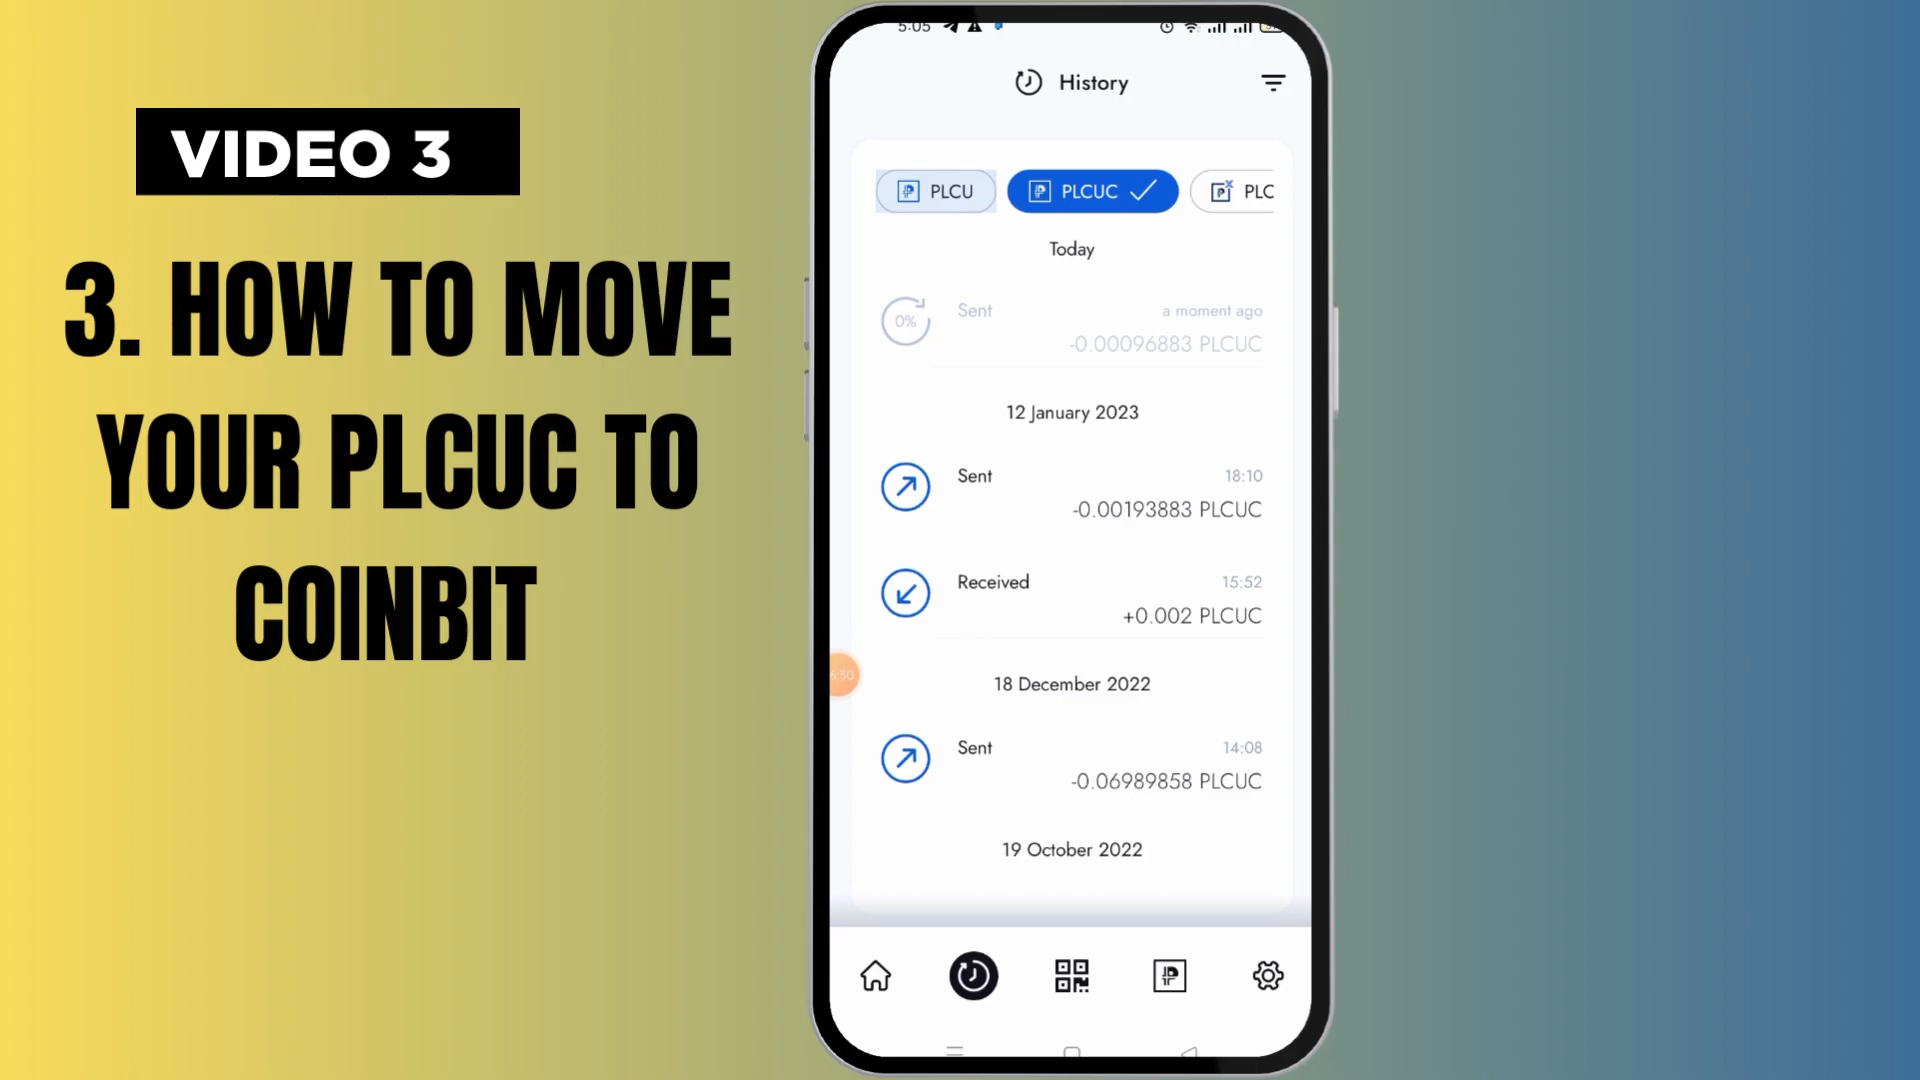 VIDEO 3
3. HOW TO MOVE
YOUR PLCUC TO
COINBIT
5:05
History
PLCU
PLCUC
PLC
Today
0%
Sent
a moment ago
-0.00096883 PLCUC
12 January 2023
Sent
18:10
-0.00193883 PLCUC
Received
15:52
+0.002 PLCUC
18 December 2022
Sent
14:08
-0.06989858 PLCUC
19 October 2022